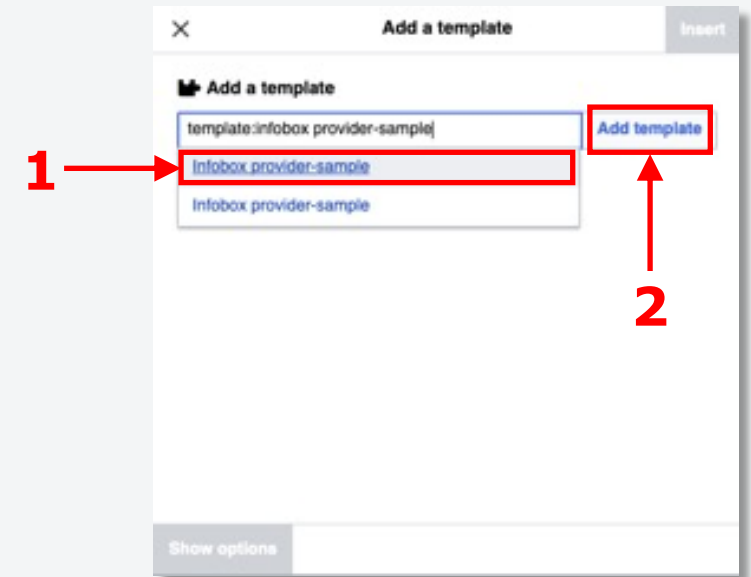 Add a template
Insert
Add a template
template:infobox provider-sample
Add template
1
Infobox provider-sample
Infobox provider-sample
2
Show options